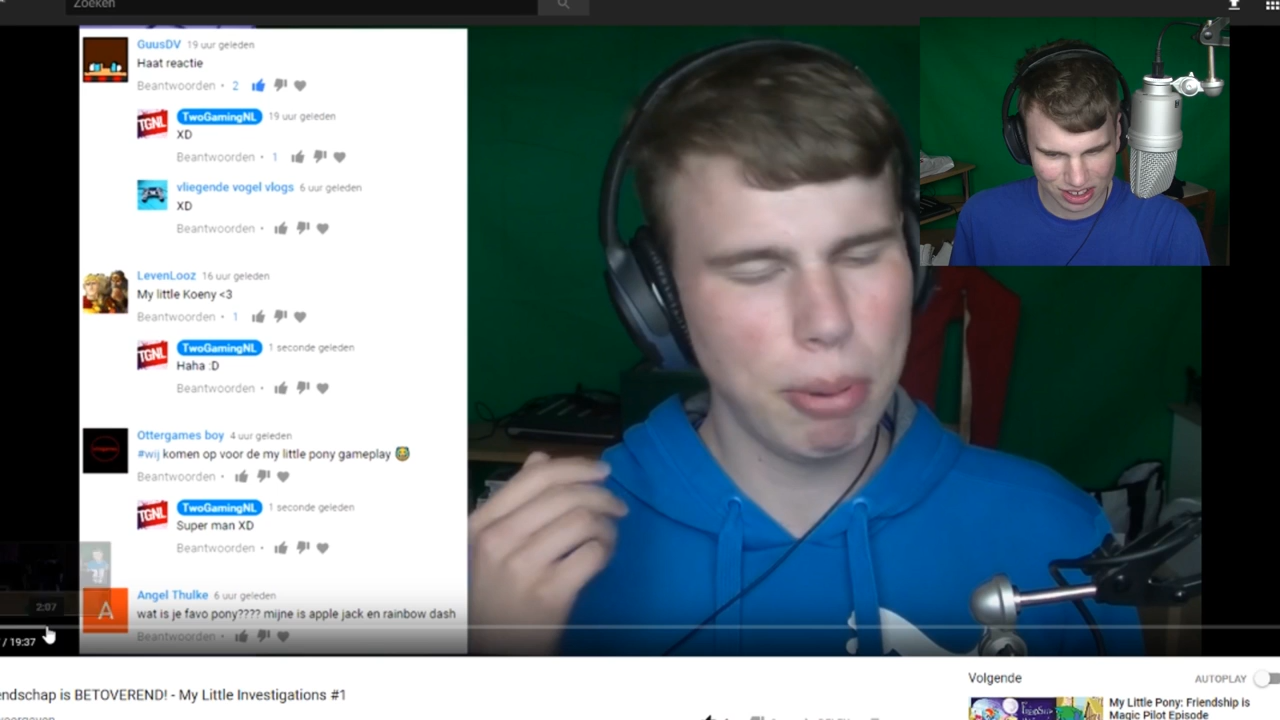 Zoeken
GuusDV 19 uur geleden
Haat reactie
Beantwoorden · 2
TGNL
TwoGamingNL 19 uur geleden
XD
Beantwoorden · 1
vliegende vogel vlogs 6 uur geleden
XD
Beantwoorden ·
LevenLooz 16 uur geleden
My little Koeny <3
Beantwoorden · 1
TGNL
TwoGamingNL 1 seconde geleden
Haha :D
Beantwoorden ·
Ottergames boy 4 uur geleden
#wij komen op voor de my little pony gameplay
Beantwoorden ·
TGNL
TwoGamingNL 1 seconde geleden
Super man XD
Beantwoorden ·
A
Angel Thulke 6 uur geleden
wat is je favo pony???? mijne is apple jack en rainbow dash
Beantwoorden ·
2:07
/ 19:37
endschap is BETOVEREND! - My Little Investigations #1
Volgende
AUTOPLAY
My Little Pony: Friendship is
Magic Pilot Episode